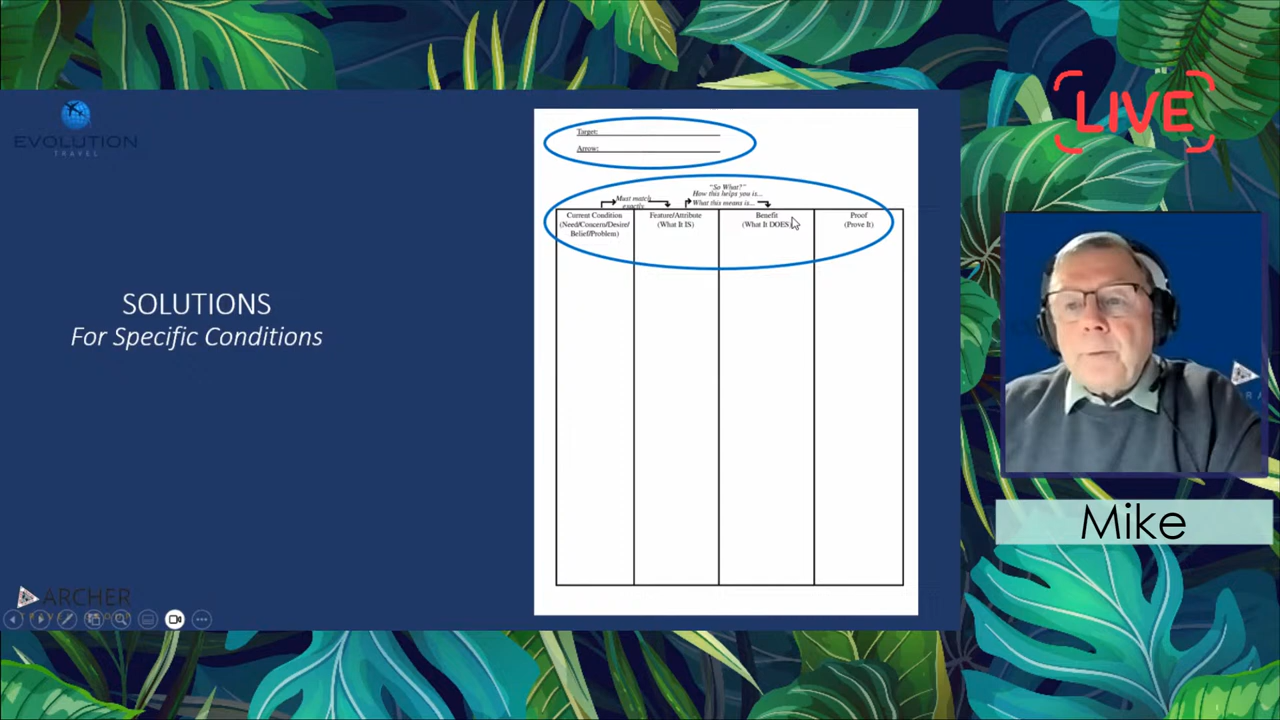 EVOLUTION
TRAVEL
SOLUTIONS
For Specific Conditions
ARCHER
Target:
Arrow:
"So What?"
How this helps you is...
What this means is...
Must match
exactly
Current Condition
(Need/Concern/Desire/
Belief/Problem)
Feature/Attribute
(What It IS)
Benefit
(What It DOES)
Proof
(Prove It)
LIVE
Mike